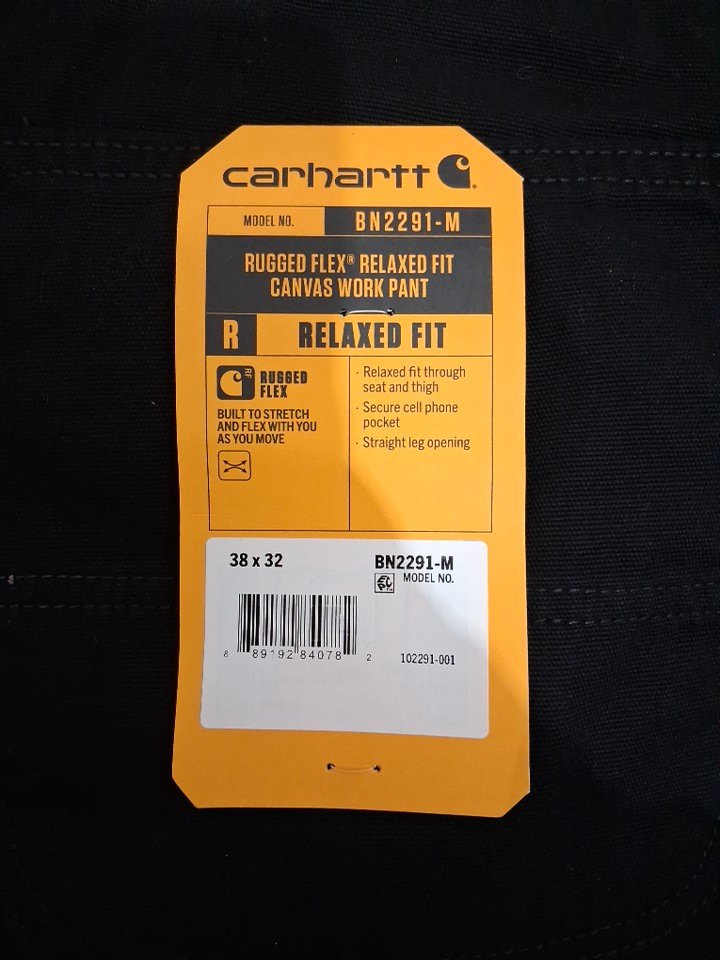 carhartt
MODEL NO.
BN2291-M
RUGGED FLEX® RELAXED FIT
CANVAS WORK PANT
R
RELAXED FIT
RF
RUGGED
FLEX
BUILT TO STRETCH
AND FLEX WITH YOU
AS YOU MOVE
· Relaxed fit through
seat and thigh
· Secure cell phone
pocket
· Straight leg opening
38 x 32
BN2291-M
MODEL NO.
8 89192 84078 2
102291-001